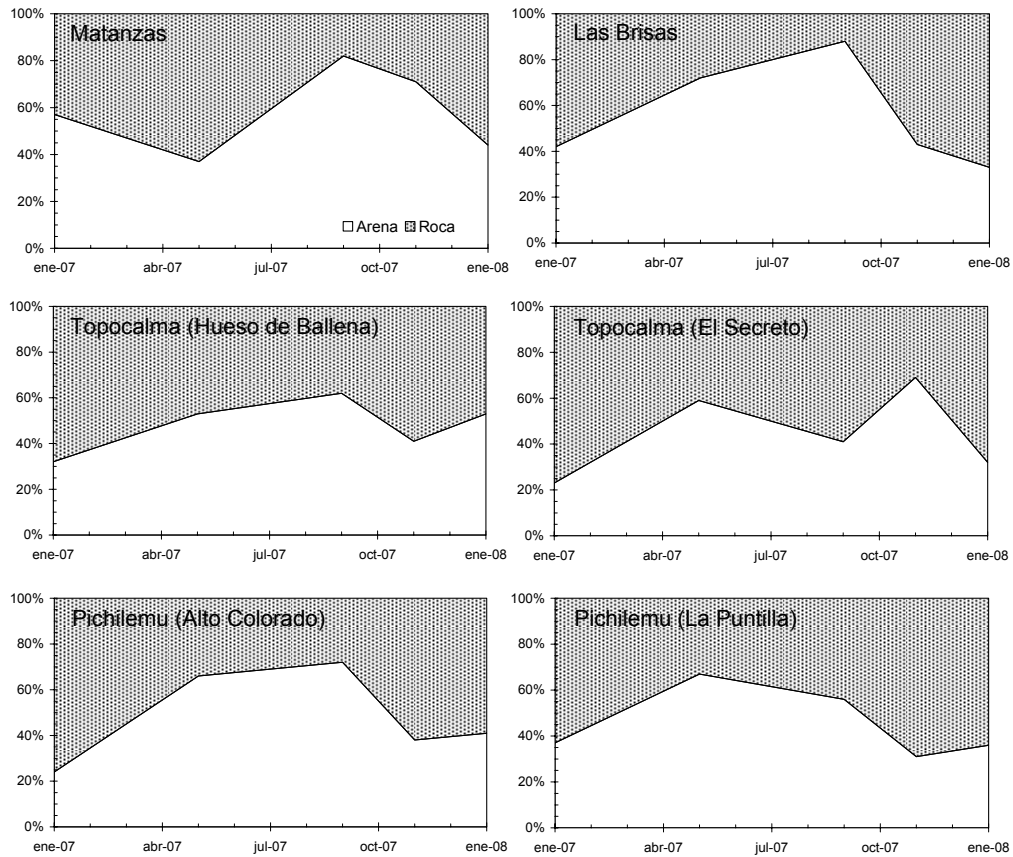 Matanzas
100%
80%
60%
40%
20%
0%
Arena Roca
ene-07 abr-07 jul-07 oct-07 ene-08
Las Brisas
100%
80%
60%
40%
20%
0%
ene-07 abr-07 jul-07 oct-07 ene-08
Topocalma (Hueso de Ballena)
100%
80%
60%
40%
20%
0%
ene-07 abr-07 jul-07 oct-07 ene-08
Topocalma (El Secreto)
100%
80%
60%
40%
20%
0%
ene-07 abr-07 jul-07 oct-07 ene-08
Pichilemu (Alto Colorado)
100%
80%
60%
40%
20%
0%
ene-07 abr-07 jul-07 oct-07 ene-08
Pichilemu (La Puntilla)
100%
80%
60%
40%
20%
0%
ene-07 abr-07 jul-07 oct-07 ene-08